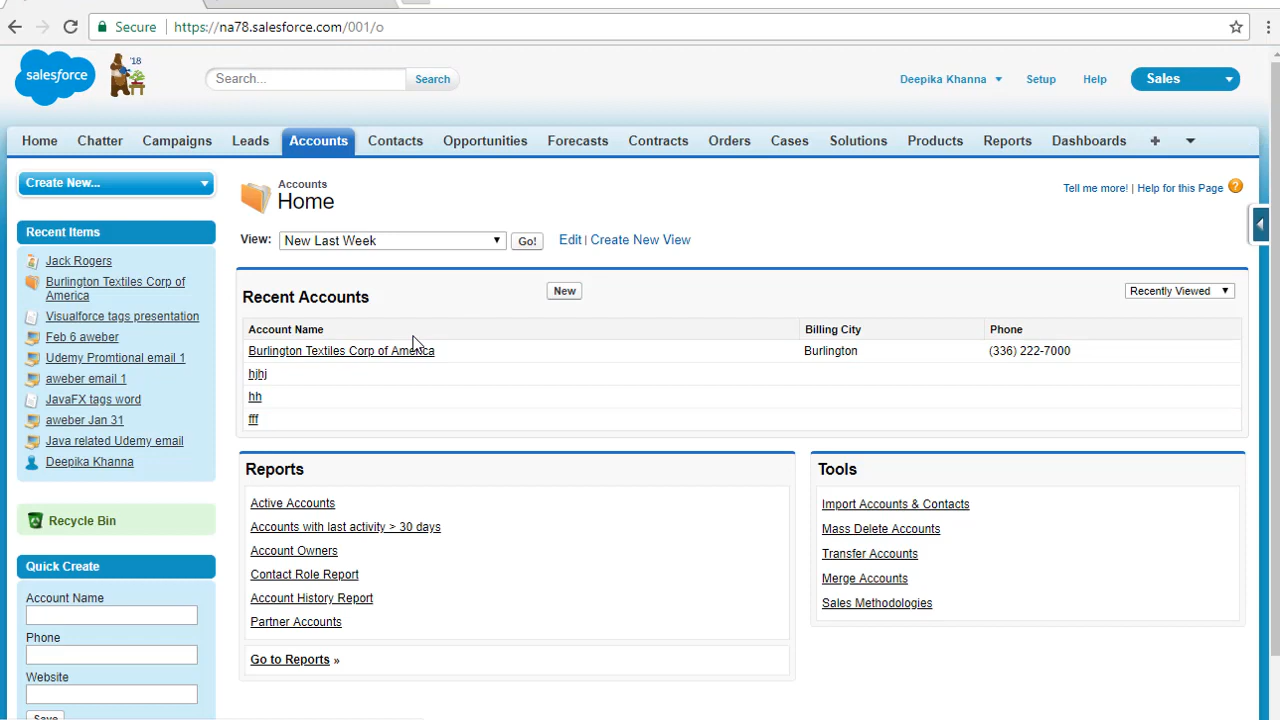 Secure https://na78.salesforce.com/001/o
salesforce
'18
Search...
Search
Deepika Khanna
Setup
Help
Sales
Home Chatter Campaigns Leads Accounts Contacts Opportunities Forecasts Contracts Orders Cases Solutions Products Reports Dashboards +
Create New...
Recent Items
Jack Rogers
Burlington Textiles Corp of
America
Visualforce tags presentation
Feb 6 aweber
Udemy Promtional email 1
aweber email 1
JavaFX tags word
aweber Jan 31
Java related Udemy email
Deepika Khanna
Recycle Bin
Quick Create
Account Name
Phone
Website
Save
Accounts
Home
Tell me more! | Help for this Page ?
View: New Last Week Go! Edit | Create New View
Recent Accounts
New
Recently Viewed
Account Name Billing City Phone
Burlington Textiles Corp of America Burlington (336) 222-7000
hjhj
hh
fff
Reports
Active Accounts
Accounts with last activity > 30 days
Account Owners
Contact Role Report
Account History Report
Partner Accounts
Go to Reports »
Tools
Import Accounts & Contacts
Mass Delete Accounts
Transfer Accounts
Merge Accounts
Sales Methodologies